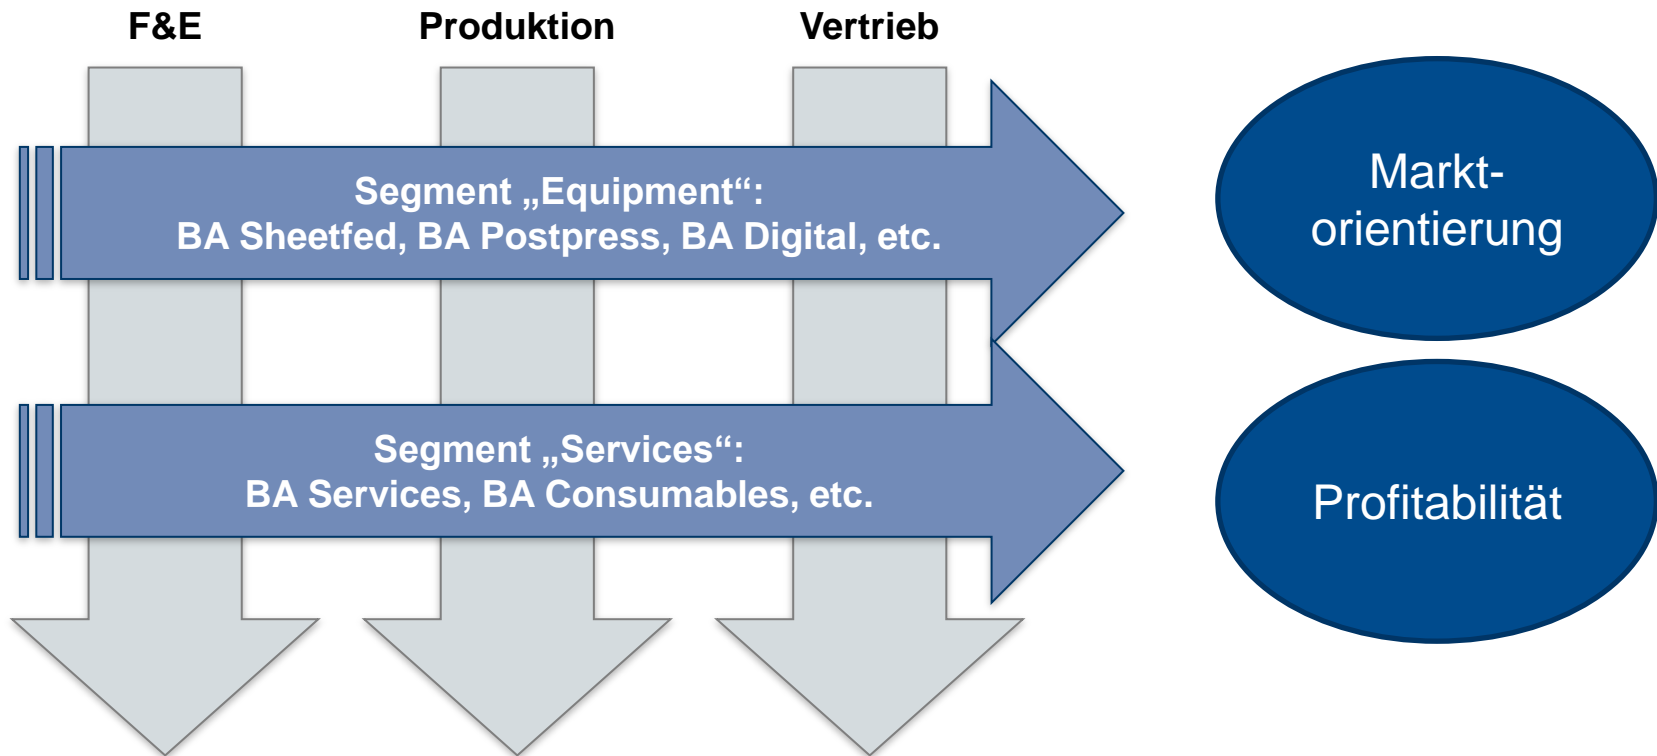 F&E Produktion Vertrieb
Segment „Equipment“:
BA Sheetfed, BA Postpress, BA Digital, etc.
Markt-
orientierung
Segment „Services“:
BA Services, BA Consumables, etc.
Profitabilität